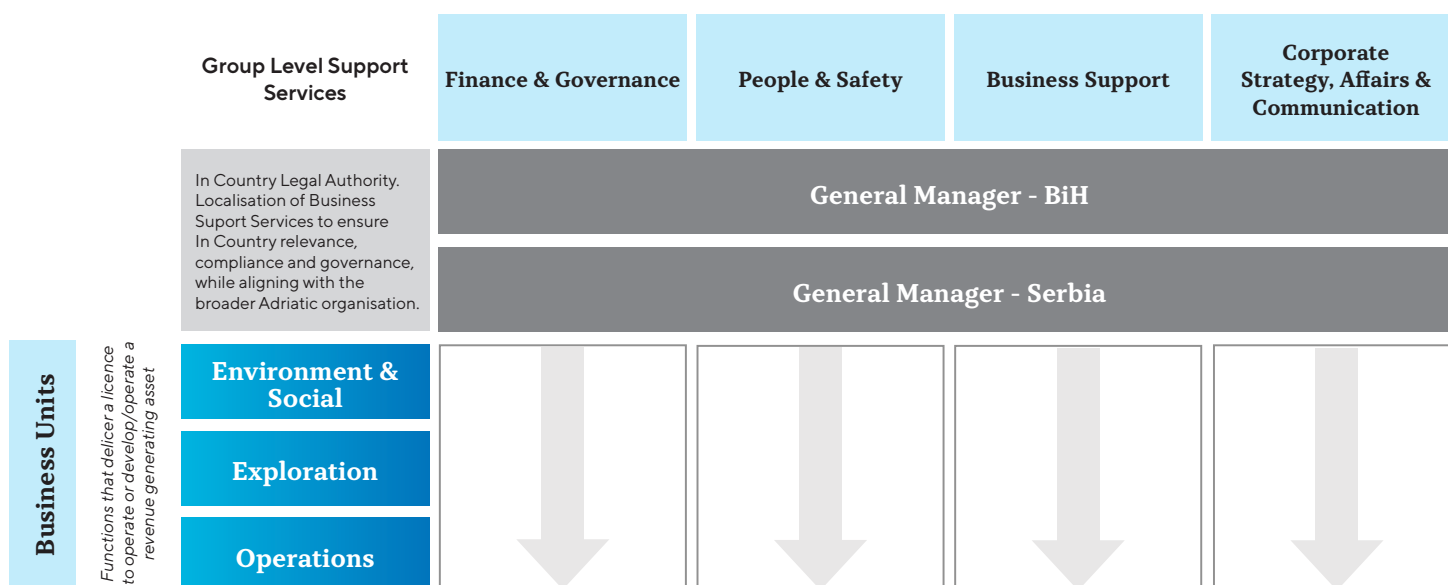 Group Level Support
Services
Finance & Governance
People & Safety
Business Support
Corporate
Strategy, Affairs &
Communication
In Country Legal Authority.
Localisation of Business
Suport Services to ensure
In Country relevance,
compliance and governance,
while aligning with the
broader Adriatic organisation.
General Manager - BiH
General Manager - Serbia
Business Units
Functions that delicer a licence
to operate or develop/operate a
revenue generating asset
Environment &
Social
Exploration
Operations